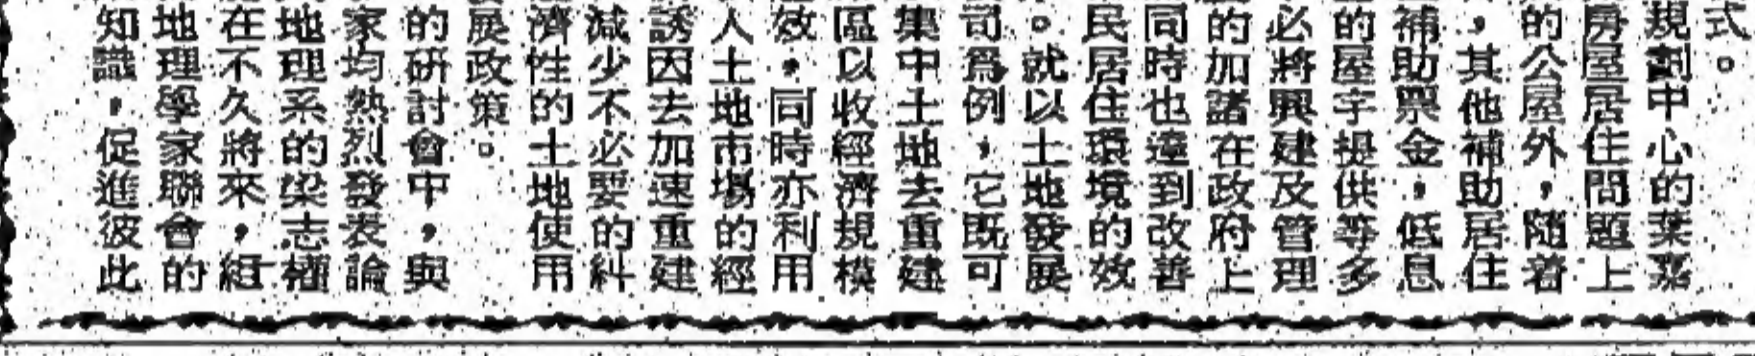 式。
規劃中心的葉嘉
房屋居住問題上
的公屋外，隨着
，其他補助居住
補助票金，低息
的屋宇提供等多
必將興建及管理
的加諸在政府上
同時也達到改善
民居住環境的效
。就以土地發展
司爲例，它既可
集中土地去重建
區以收經濟規模
效，同時亦利用
人土地市場的經
誘因去加速重建
減少不必要的糾
濟性的土地使用
展政策。
的研討會中，與
家均熱烈發表論
地理系的梁志權
在不久將來，組
地理學家聯會的
知識，促進彼此